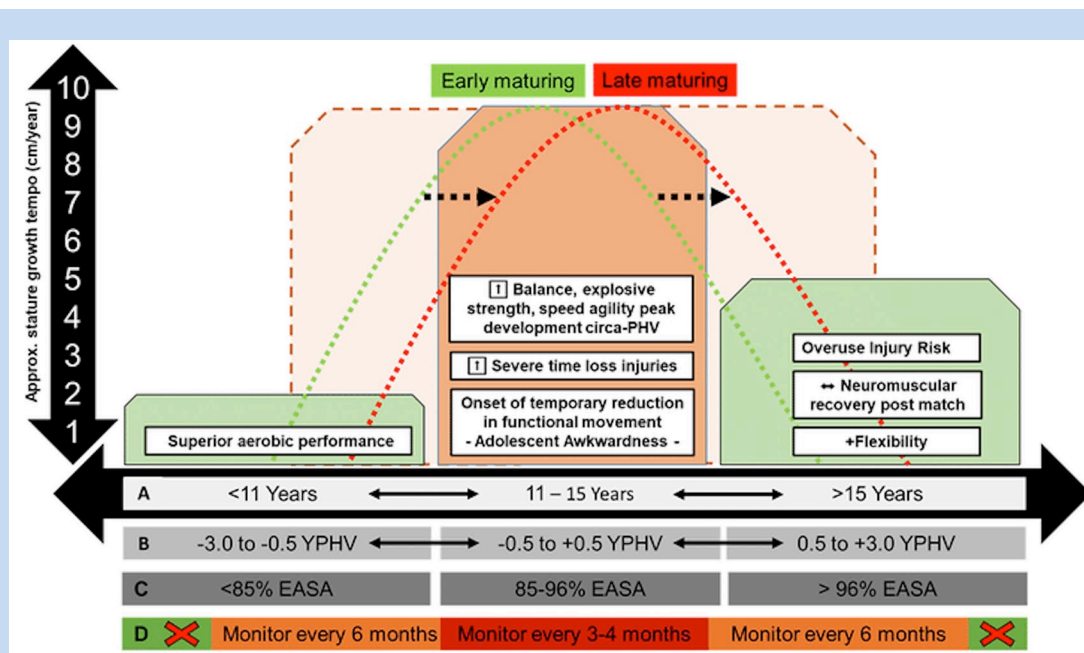 Approx. stature growth tempo (cm/year)
10
9
8
7
6
5
4
3
2
1
Early maturing
Late maturing
↑ Balance, explosive
strength, speed agility peak
development circa-PHV
↑ Severe time loss injuries
Onset of temporary reduction
in functional movement
- Adolescent Awkwardness -
Superior aerobic performance
Overuse Injury Risk
↔ Neuromuscular
recovery post match
+Flexibility
A <11 Years 11 – 15 Years >15 Years
B -3.0 to -0.5 YPHV -0.5 to +0.5 YPHV 0.5 to +3.0 YPHV
C <85% EASA 85-96% EASA > 96% EASA
D Monitor every 6 months Monitor every 3-4 months Monitor every 6 months